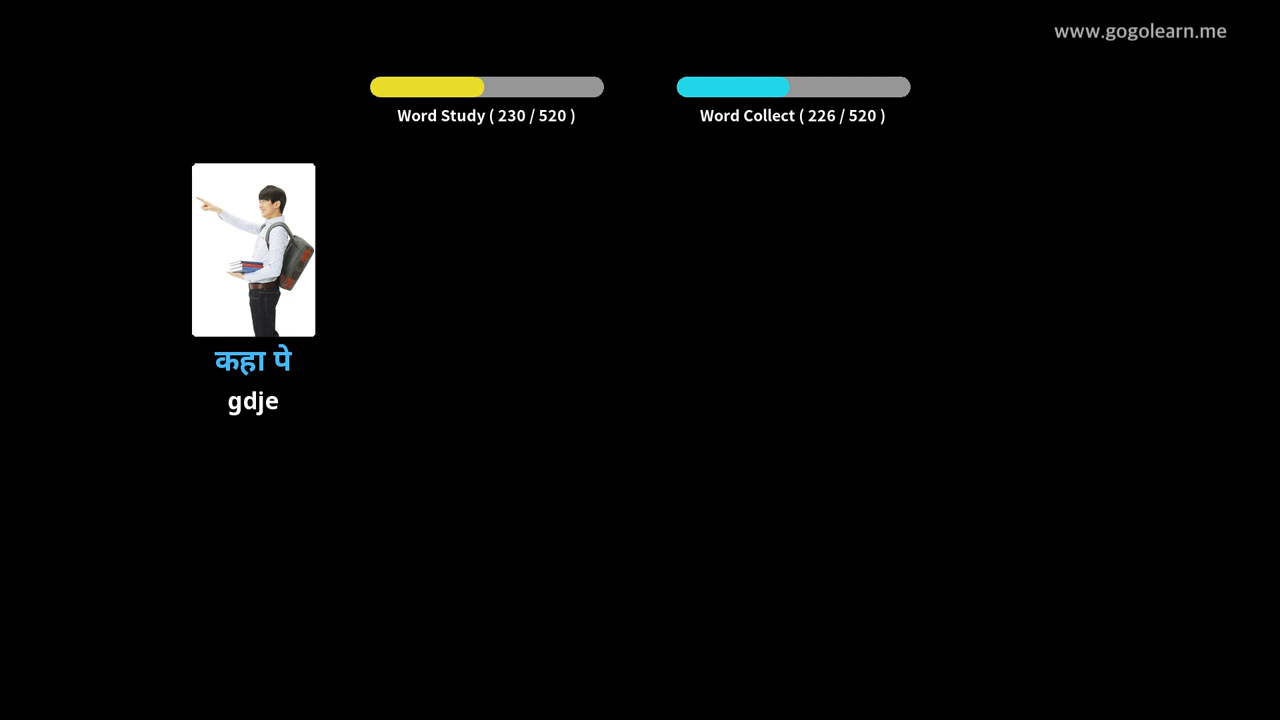 www.gogolearn.me
Word Study ( 230 / 520 )
Word Collect ( 226 / 520 )
कहा पे
gdje